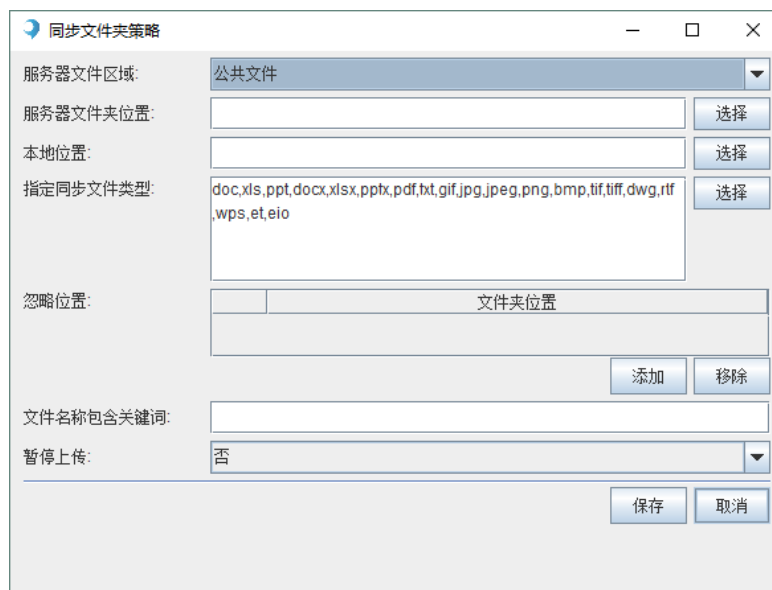 同步文件夹策略
服务器文件区域: 公共文件
服务器文件夹位置: 选择
本地位置: 选择
指定同步文件类型: doc,xls,ppt,docx,xlsx,pptx,pdf,txt,gif,jpg,jpeg,png,bmp,tif,tiff,dwg,rtf 选择
,wps,et,eio
忽略位置: 文件夹位置
添加 移除
文件名称包含关键词:
暂停上传: 否
保存 取消